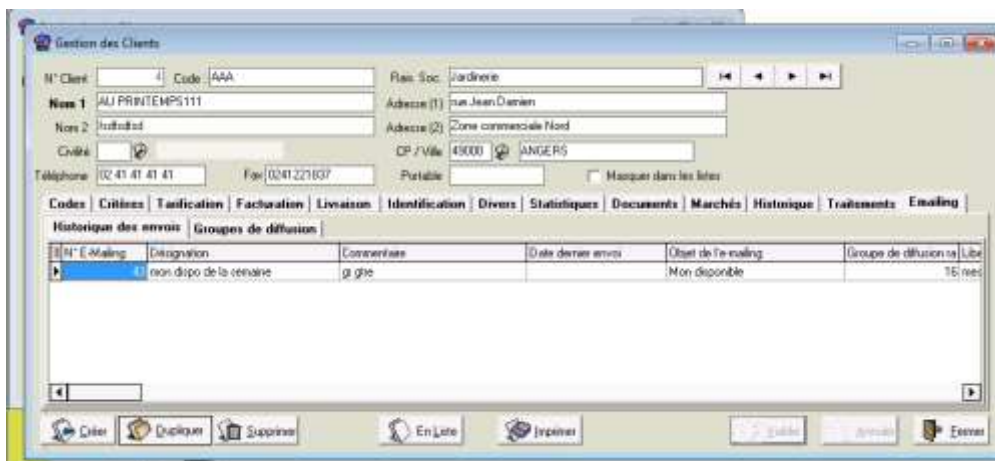 Gestion des Clients
N° Client 4 Code AAA Rais. Soc. Jardinerie
Nom 1 AU PRINTEMPS111 Adresse (1) rue Jean Damien
Nom 2 Adresse (2) Zone commerciale Nord
Civilité CP / Ville 49000 ANGERS
Téléphone 02 41 41 41 41 Fax 0241221837 Portable Masquer dans les listes
Codes Critères Tarification Facturation Livraison Identification Divers Statistiques Documents Marchés Historique Traitements Emailing
Historique des envois Groupes de diffusion
N° E-Mailing Désignation Commentaire Date dernier envoi Objet de l'e-mailing Groupe de diffusion ra Libe
43 mon dispo de la semaine Mon disponible 16 mes
Créer Dupliquer Supprimer En Liste Imprimer Valider Annuler Fermer